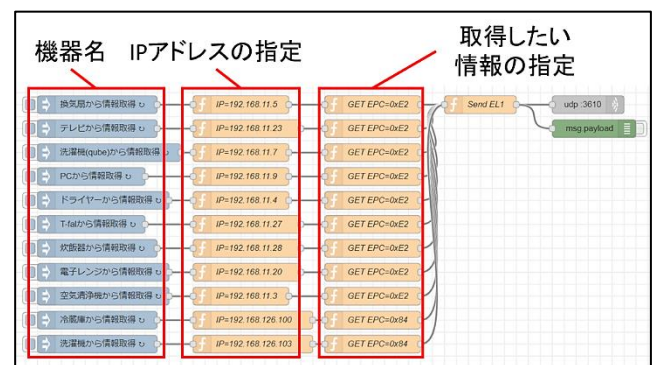 機器名 IPアドレスの指定
取得したい
情報の指定
換気扇から情報取得 ↻ IP=192.168.11.5 GET EPC=0xE2 Send EL1 udp :3610
テレビから情報取得 ↻ IP=192.168.11.23 GET EPC=0xE2 msg.payload
洗濯機(qube)から情報取得 ↻ IP=192.168.11.7 GET EPC=0xE2
PCから情報取得 ↻ IP=192.168.11.9 GET EPC=0xE2
ドライヤーから情報取得 ↻ IP=192.168.11.4 GET EPC=0xE2
T-falから情報取得 ↻ IP=192.168.11.27 GET EPC=0xE2
炊飯器から情報取得 ↻ IP=192.168.11.28 GET EPC=0xE2
電子レンジから情報取得 ↻ IP=192.168.11.20 GET EPC=0xE2
空気清浄機から情報取得 ↻ IP=192.168.11.3 GET EPC=0xE2
冷蔵庫から情報取得 ↻ IP=192.168.126.100 GET EPC=0x84
洗濯機から情報取得 ↻ IP=192.168.126.103 GET EPC=0x84